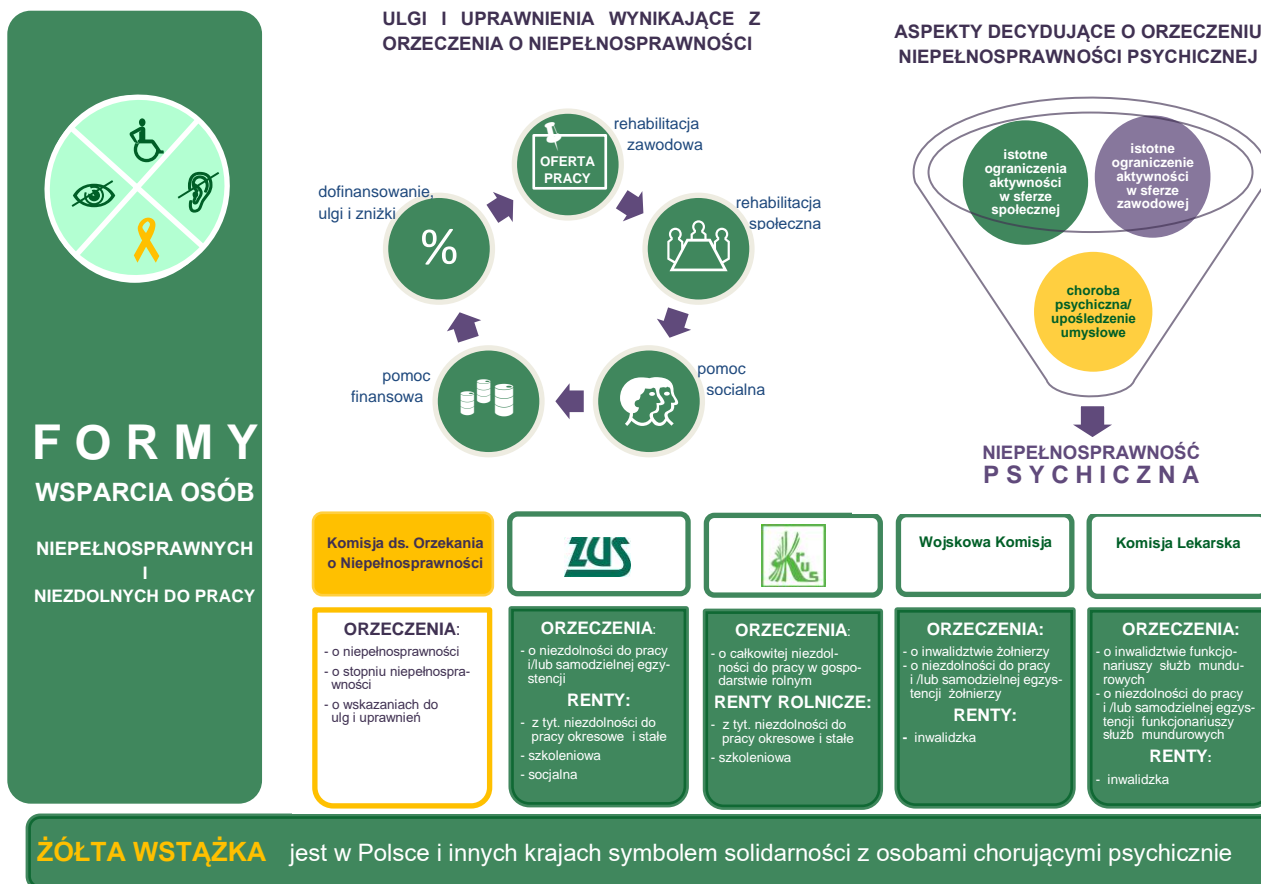 FORMY
WSPARCIA OSÓB
NIEPEŁNOSPRAWNYCH
I
NIEZDOLNYCH DO PRACY
ULGI I UPRAWNIENIA WYNIKAJĄCE Z
ORZECZENIA O NIEPEŁNOSPRAWNOŚCI
OFERTA
PRACY
rehabilitacja
zawodowa
rehabilitacja
społeczna
pomoc
socialna
pomoc
finansowa
dofinansowanie,
ulgi i zniżki
%
ASPEKTY DECYDUJĄCE O ORZECZENIU
NIEPEŁNOSPRAWNOŚCI PSYCHICZNEJ
istotne
ograniczenia
aktywności
w sferze
społecznej
istotne
ograniczenie
aktywności
w sferze
zawodowej
choroba
psychiczna/
upośledzenie
umysłowe
NIEPEŁNOSPRAWNOŚĆ
PSYCHICZNA
Komisja ds. Orzekania
o Niepełnosprawności
ORZECZENIA:
- o niepełnosprawności
- o stopniu niepełnospra-
wności
- o wskazaniach do
ulg i uprawnień
ZUS
ORZECZENIA:
- o niezdolności do pracy
i/lub samodzielnej egzy-
stencji
RENTY:
- z tyt. niezdolności do
pracy okresowe i stałe
- szkoleniowa
- socjalna
Krus
ORZECZENIA:
- o całkowitej niezdol-
ności do pracy w gospo-
darstwie rolnym
RENTY ROLNICZE:
- z tyt. niezdolności do
pracy okresowe i stałe
- szkoleniowa
Wojskowa Komisja
ORZECZENIA:
- o inwalidztwie żołnierzy
- o niezdolności do pracy
i /lub samodzielnej egzys-
tencji żołnierzy
RENTY:
- inwalidzka
Komisja Lekarska
ORZECZENIA:
- o inwalidztwie funkcjo-
nariuszy służb mundu-
rowych
- o niezdolności do pracy
i /lub samodzielnej egzys-
tencji funkcjonariuszy
służb mundurowych
RENTY:
- inwalidzka
ŻÓŁTA WSTĄŻKA jest w Polsce i innych krajach symbolem solidarności z osobami chorującymi psychicznie